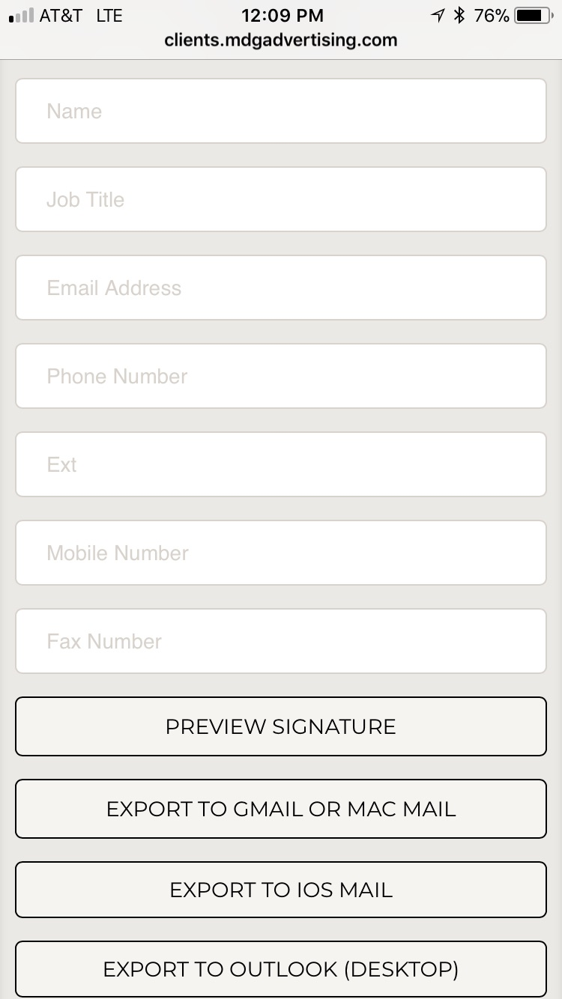 AT&T LTE 12:09 PM 76%
clients.mdgadvertising.com
Name
Job Title
Email Address
Phone Number
Ext
Mobile Number
Fax Number
PREVIEW SIGNATURE
EXPORT TO GMAIL OR MAC MAIL
EXPORT TO IOS MAIL
EXPORT TO OUTLOOK (DESKTOP)